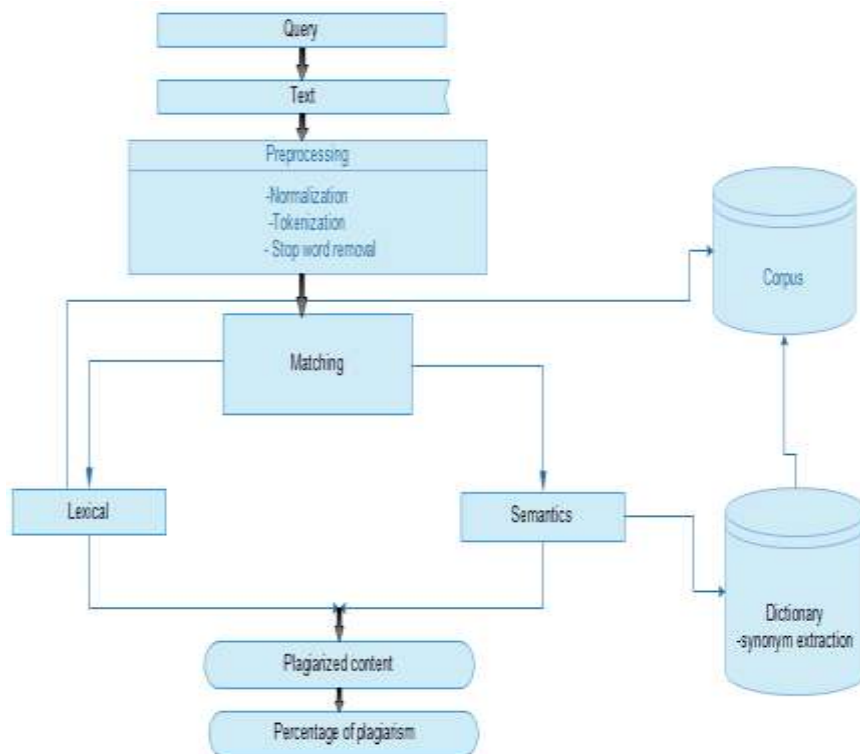 Query
Text
Preprocessing
-Normalization
-Tokenization
- Stop word removal
Corpus
Matching
Lexical
Semantics
Dictionary
-synonym extraction
Plagiarized content
Percentage of plagiarism